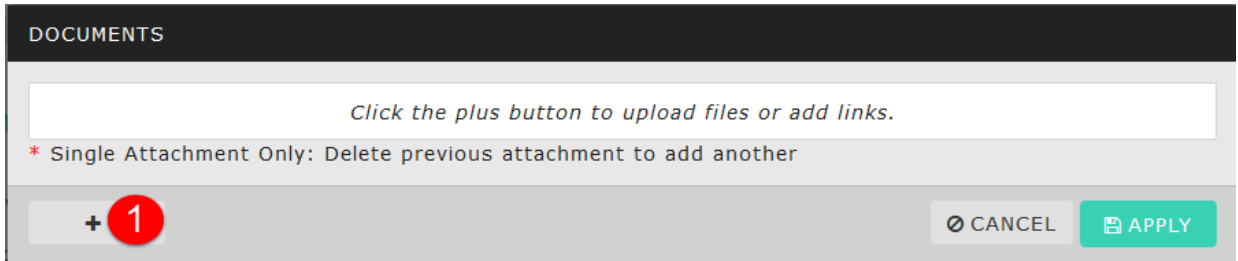 DOCUMENTS
Click the plus button to upload files or add links.
* Single Attachment Only: Delete previous attachment to add another
+ 1 CANCEL APPLY